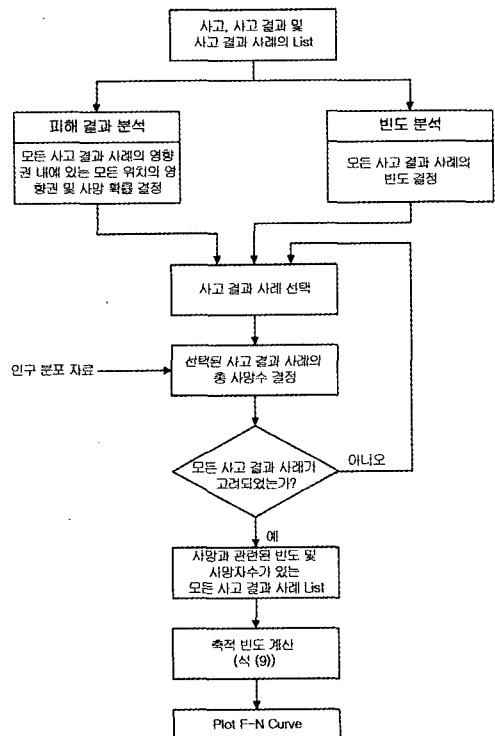 사고, 사고 결과 및
사고 결과 사례의 List
피해 결과 분석
모든 사고 결과 사례의 영향
권 내에 있는 모든 위치의 영
향권 및 사망 확률 결정
빈도 분석
모든 사고 결과 사례의
빈도 결정
사고 결과 사례 선택
인구 분포 자료
선택된 사고 결과 사례의
총 사망수 결정
모든 사고 결과 사례가
고려되었는가?
아니오
예
사망과 관련된 빈도 및
사망자수가 있는
모든 사고 결과 사례 List
축적 빈도 계산
(식 (9))
Plot F-N Curve